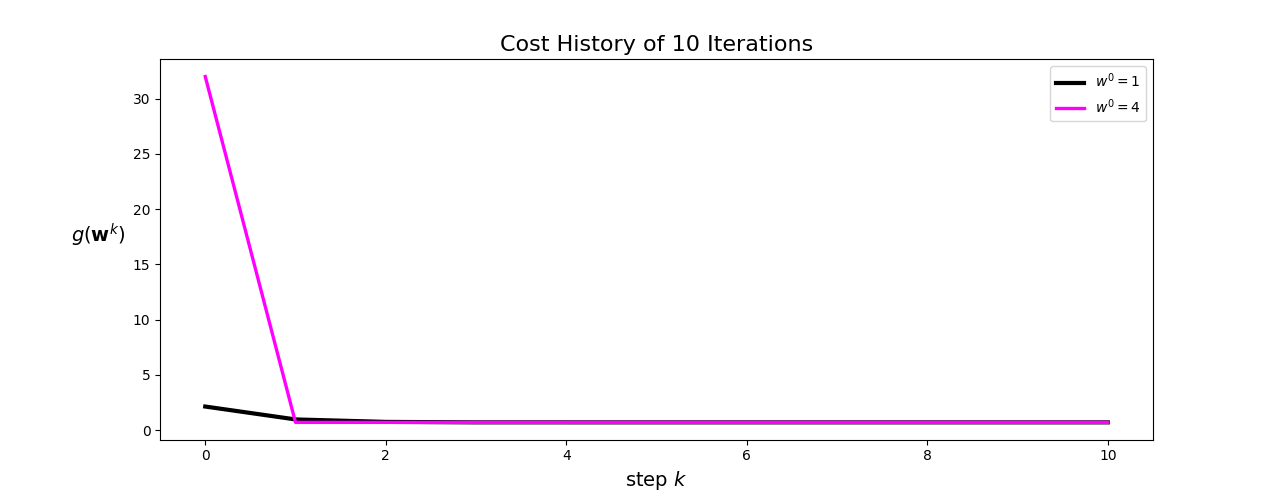 Cost History of 10 Iterations
w⁰ = 1
w⁰ = 4
30
25
20
15
10
5
0
g(𝐰ᵏ)
0 2 4 6 8 10
step k